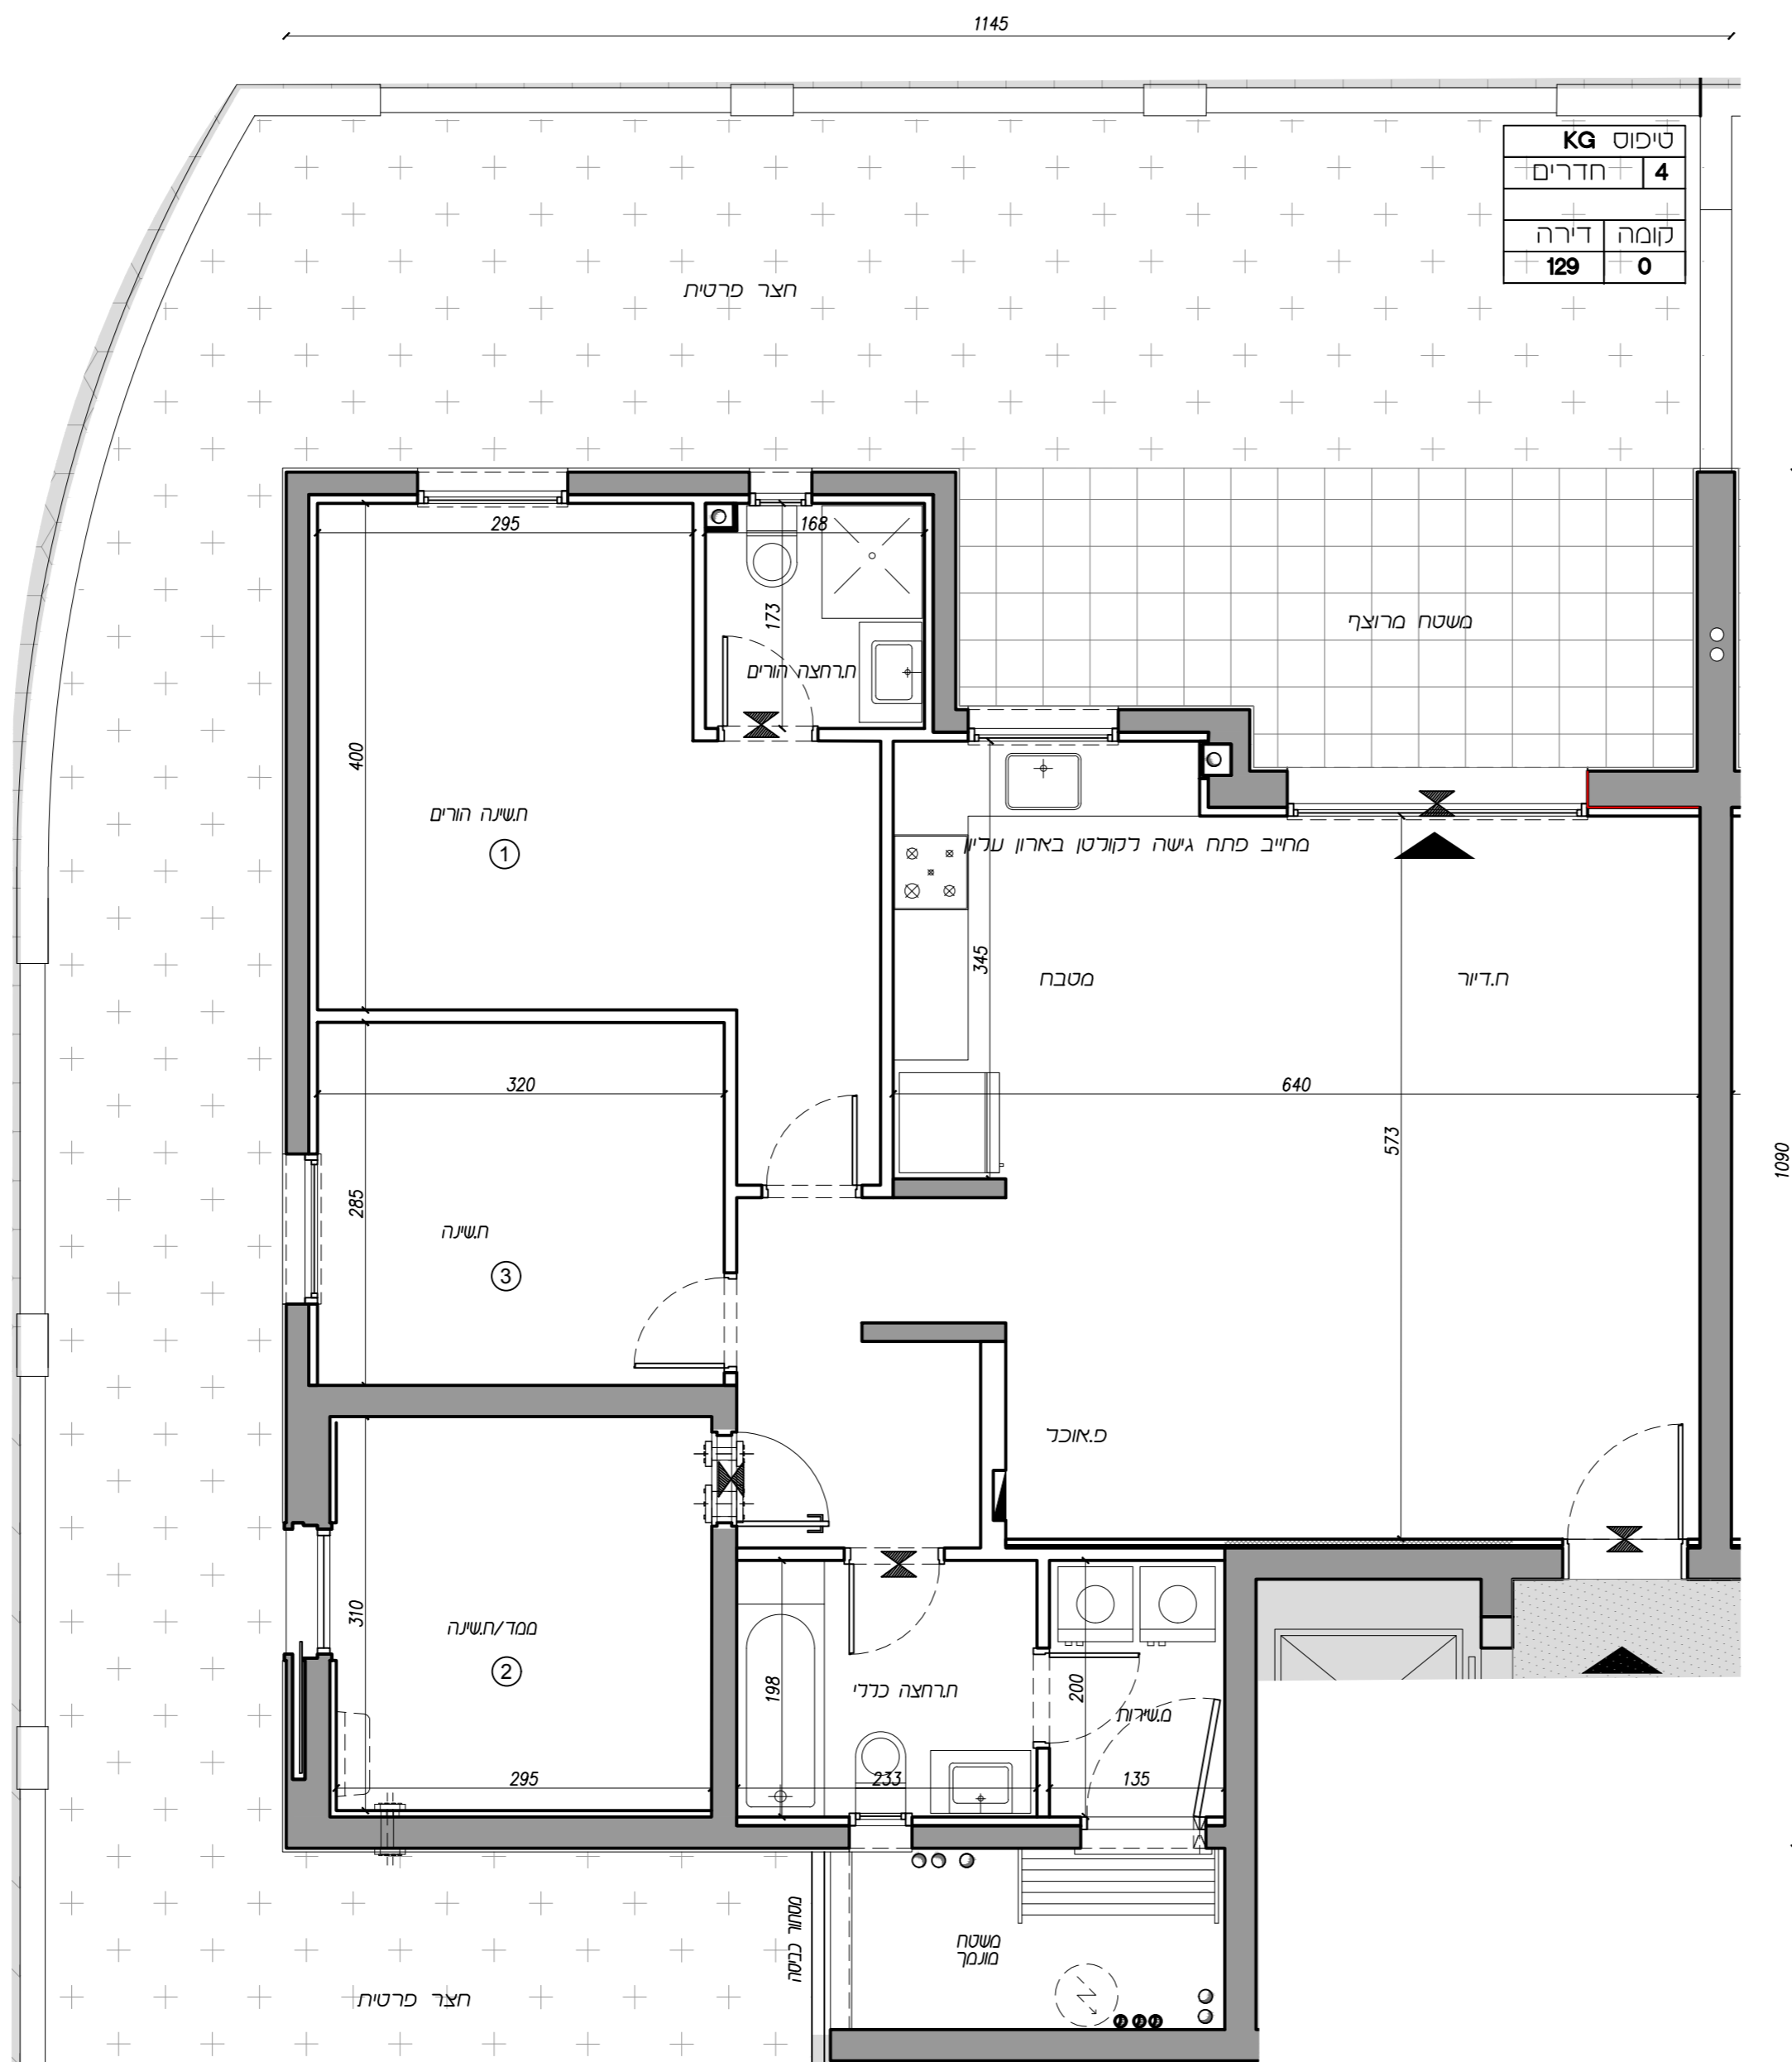 1145
טיפוס KG
4 חדרים
קומה דירה
0 129
חצר פרטית
295
168
173
משטח מרוצף
ח.רחצה הורים
400
ח.שינה הורים
1
מחייב פתח גישה לקולטן בארון עליון
345
מטבח
ח.דיור
320
640
573
1090
285
ח.שינה
3
פ.אוכל
310
ממד/ח.שינה
2
198
ח.רחצה כללי
200
מ.שירות
295
233
135
מסתור כביסה
משטח
מונמך
חצר פרטית